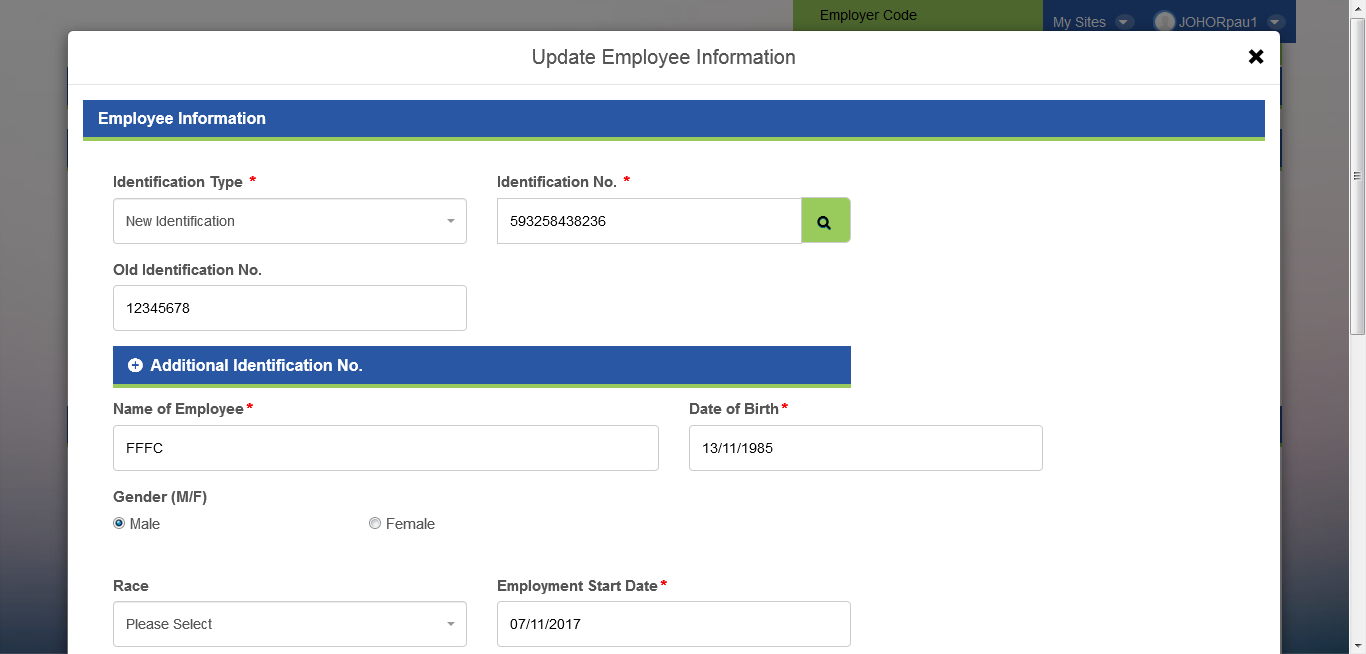 Employer Code
My Sites JOHORpau1
Update Employee Information
Employee Information
Identification Type * Identification No. *
New Identification 593258438236
Old Identification No.
12345678
Additional Identification No.
Name of Employee* Date of Birth*
FFFC 13/11/1985
Gender (M/F)
Male Female
Race Employment Start Date*
Please Select 07/11/2017